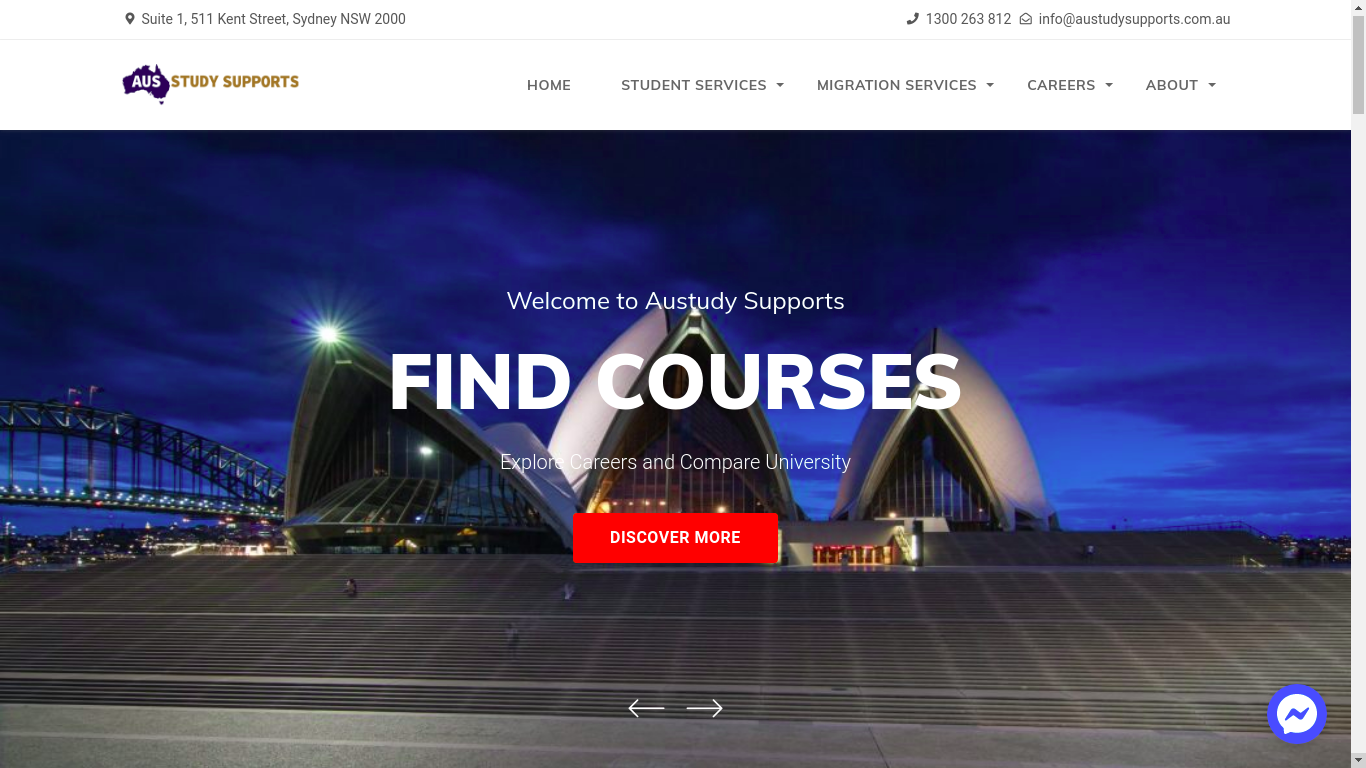 Suite 1, 511 Kent Street, Sydney NSW 2000
1300 263 812 info@austudysupports.com.au
AUS STUDY SUPPORTS
HOME STUDENT SERVICES MIGRATION SERVICES CAREERS ABOUT
Welcome to Austudy Supports
FIND COURSES
Explore Careers and Compare University
DISCOVER MORE